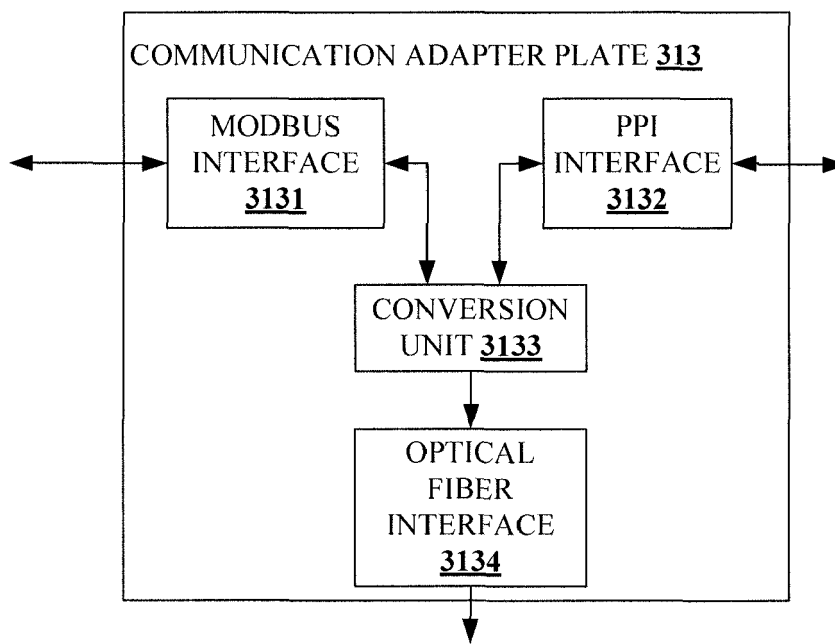 COMMUNICATION ADAPTER PLATE 313
MODBUS
INTERFACE
3131
PPI
INTERFACE
3132
CONVERSION
UNIT 3133
OPTICAL
FIBER
INTERFACE
3134